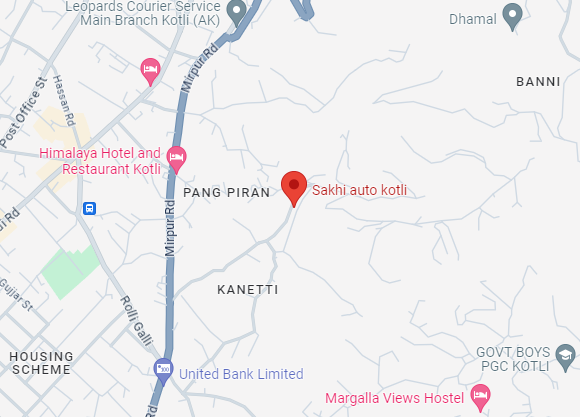 Leopards Courier Service
Main Branch Kotli (AK)
Dhamal
Mirpur Rd
BANNI
Hassan Rd
Post Office St
Himalaya Hotel and
Restaurant Kotli
PANG PIRAN
Sakhi auto kotli
di Rd
Mirpur Rd
KANETTI
Gujjar St
Rolli Galli
HOUSING
SCHEME
GOVT BOYS
PGC KOTLI
United Bank Limited
Margalla Views Hostel
Rd